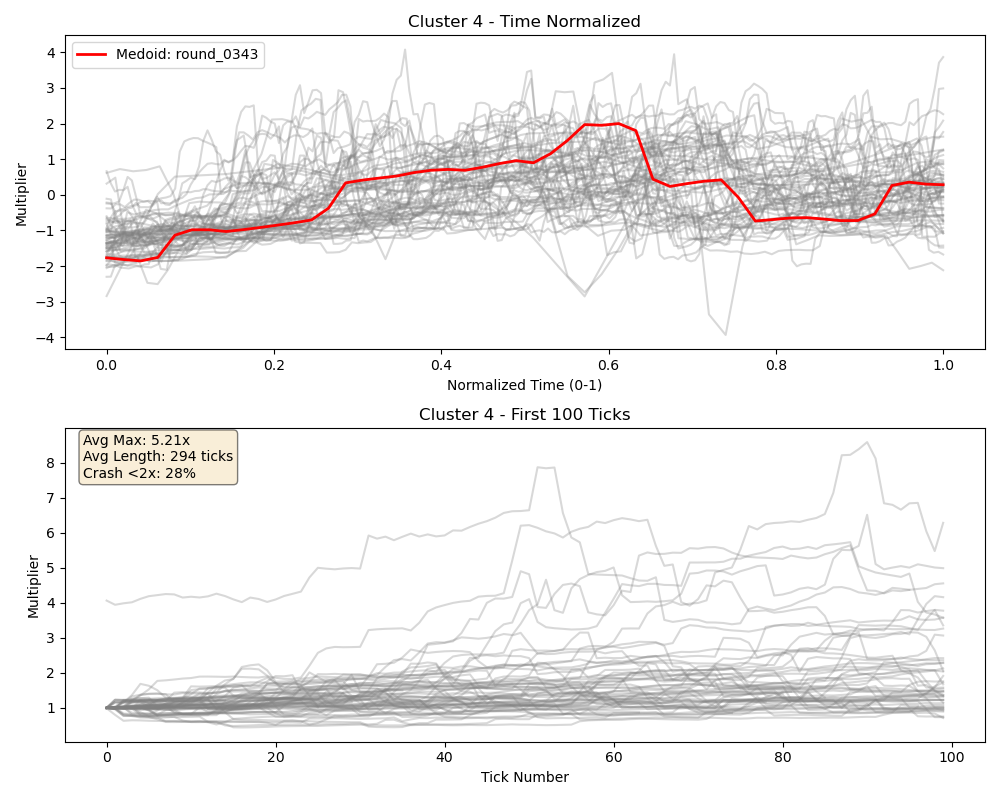 Cluster 4 - Time Normalized
Medoid: round_0343
4
3
2
1
0
−1
−2
−3
−4
Multiplier
0.0 0.2 0.4 0.6 0.8 1.0
Normalized Time (0-1)
Cluster 4 - First 100 Ticks
Avg Max: 5.21x
Avg Length: 294 ticks
Crash <2x: 28%
8
7
6
5
4
3
2
1
Multiplier
0 20 40 60 80 100
Tick Number